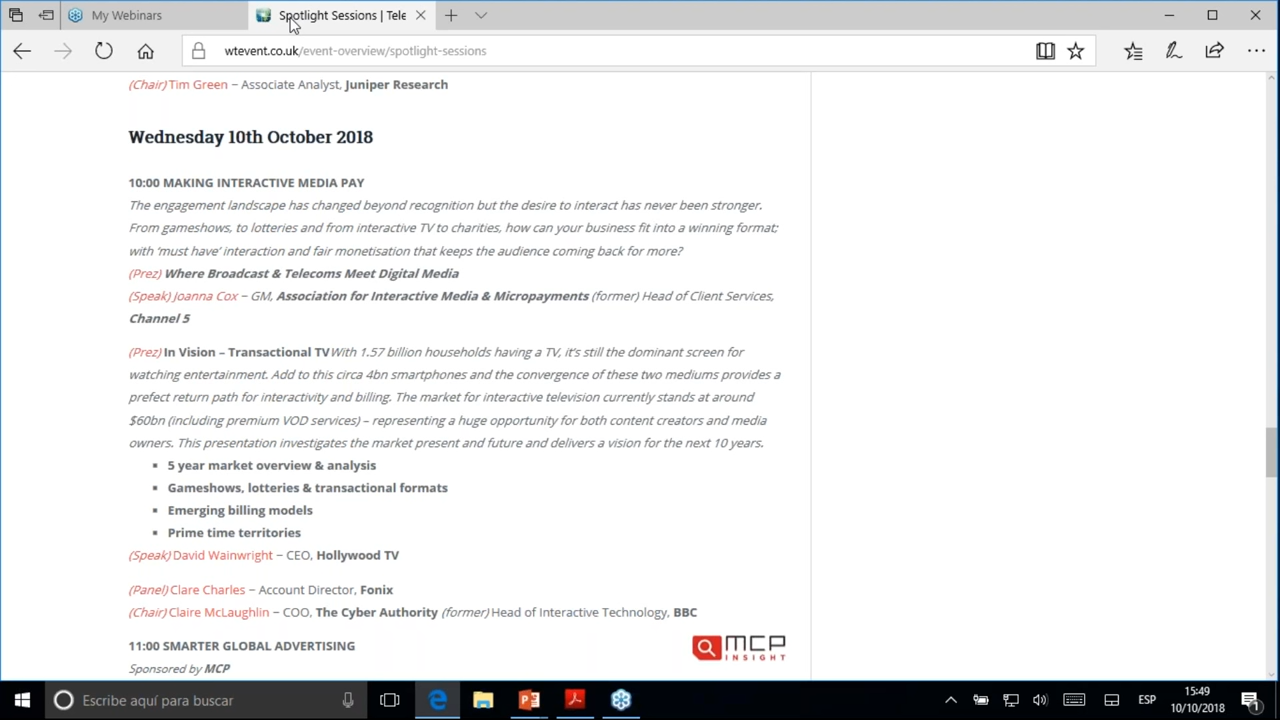 My Webinars
Spotlight Sessions | Tele
wtevent.co.uk/event-overview/spotlight-sessions
(Chair) Tim Green – Associate Analyst, Juniper Research
Wednesday 10th October 2018
10:00 MAKING INTERACTIVE MEDIA PAY
The engagement landscape has changed beyond recognition but the desire to interact has never been stronger.
From gameshows, to lotteries and from interactive TV to charities, how can your business fit into a winning format;
with ‘must have’ interaction and fair monetisation that keeps the audience coming back for more?
(Prez) Where Broadcast & Telecoms Meet Digital Media
(Speak) Joanna Cox – GM, Association for Interactive Media & Micropayments (former) Head of Client Services,
Channel 5
(Prez) In Vision – Transactional TVWith 1.57 billion households having a TV, it’s still the dominant screen for
watching entertainment. Add to this circa 4bn smartphones and the convergence of these two mediums provides a
prefect return path for interactivity and billing. The market for interactive television currently stands at around
$60bn (including premium VOD services) – representing a huge opportunity for both content creators and media
owners. This presentation investigates the market present and future and delivers a vision for the next 10 years.
▪ 5 year market overview & analysis
▪ Gameshows, lotteries & transactional formats
▪ Emerging billing models
▪ Prime time territories
(Speak) David Wainwright – CEO, Hollywood TV
(Panel) Clare Charles – Account Director, Fonix
(Chair) Claire McLaughlin – COO, The Cyber Authority (former) Head of Interactive Technology, BBC
11:00 SMARTER GLOBAL ADVERTISING
MCP
INSIGHT
Sponsored by MCP
Escribe aquí para buscar
ESP
15:49
10/10/2018
1